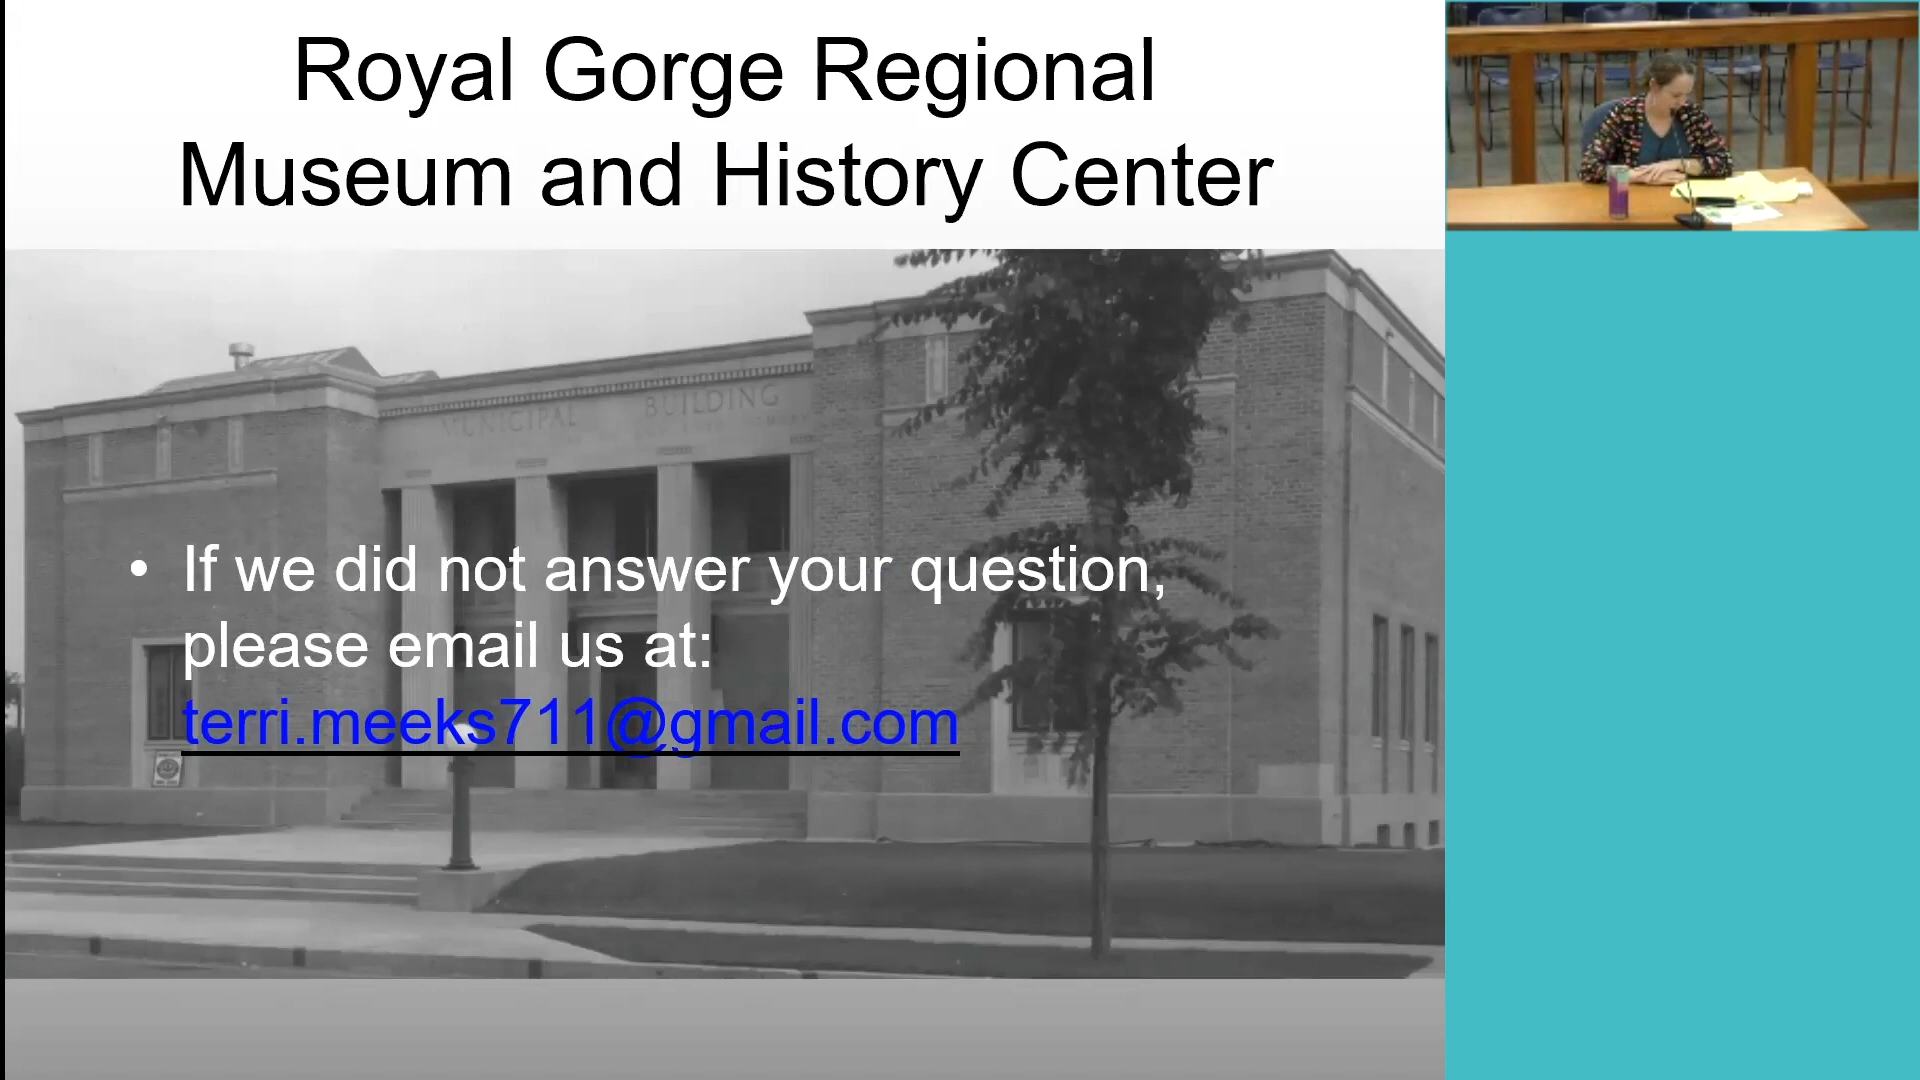 Royal Gorge Regional
Museum and History Center
MUNICIPAL BUILDING
• If we did not answer your question,
please email us at:
terri.meeks711@gmail.com